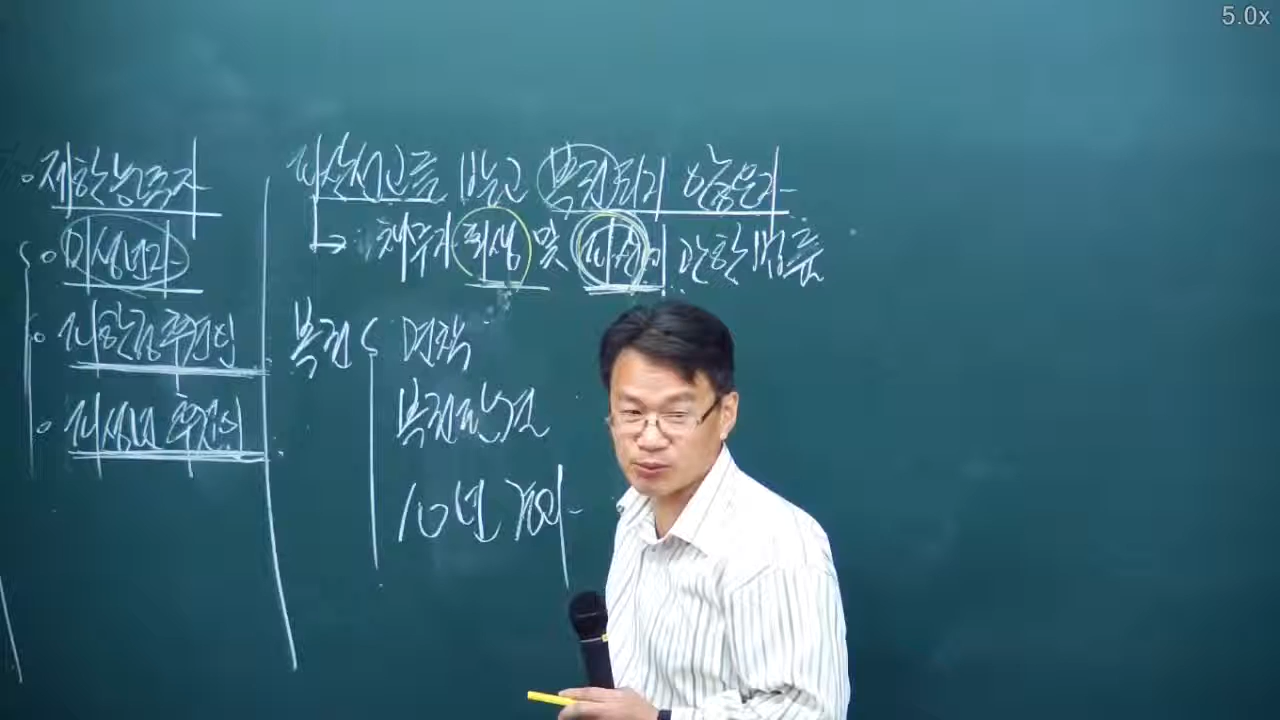 5.0x
· 제한능력자
○ 미성년자
○ 피한정후견인
○ 피성년후견인
파산선고를 받고 복권되지 않은 자
→ 채무자 회생 및 파산에 관한 법률
복권 { 면책
복권 판결
10년 경과